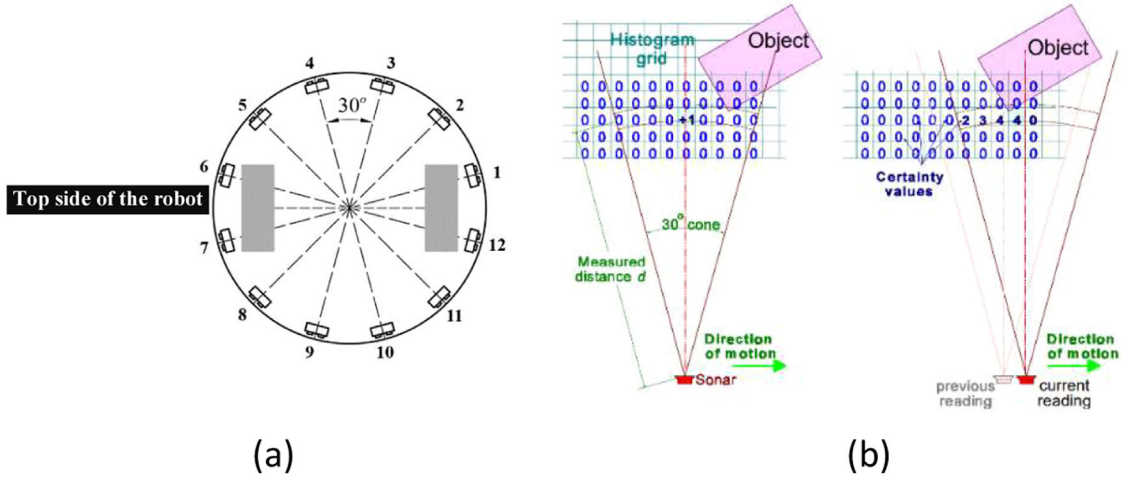 4
3
5
30°
2
6
1
Top side of the robot
7
12
8
11
9
10
(a)
Histogram
grid
Object
0 0 0 0 0 0 0 0 0 0 0
0 0 0 0 0 0 0 0 0 0 0
0 0 0 0 0 0 +1 0 0 0 0
0 0 0 0 0 0 0 0 0 0 0
0 0 0 0 0 0 0 0 0 0 0
30° cone
Measured
distance d
Direction
of motion
Sonar
Object
0 0 0 0 0 0 0 0 0 0 0
0 0 0 0 0 0 0 0 0 0 0
0 0 0 0 0 0 2 3 4 4 0
0 0 0 0 0 0 0 0 0 0 0
0 0 0 0 0 0 0 0 0 0 0
Certainty
values
Direction
of motion
previous
reading
current
reading
(b)